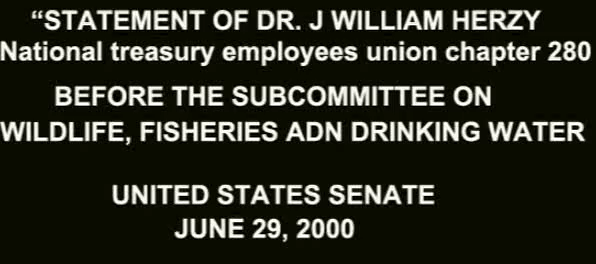 “STATEMENT OF DR. J WILLIAM HERZY
National treasury employees union chapter 280
BEFORE THE SUBCOMMITTEE ON
WILDLIFE, FISHERIES ADN DRINKING WATER
UNITED STATES SENATE
JUNE 29, 2000